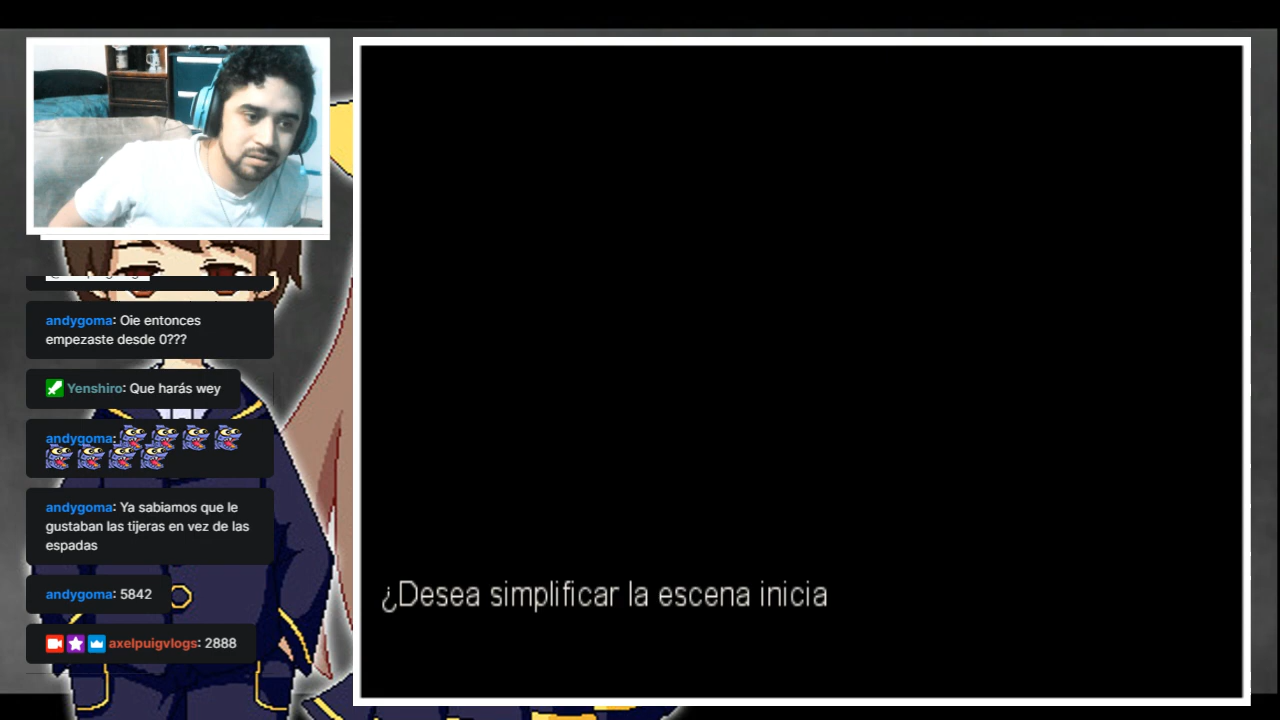 andygoma: Oie entonces
empezaste desde 0???
Yenshiro: Que harás wey
andygoma:
andygoma: Ya sabiamos que le
gustaban las tijeras en vez de las
espadas
andygoma: 5842
axelpuigvlogs: 2888
¿Desea simplificar la escena inicia